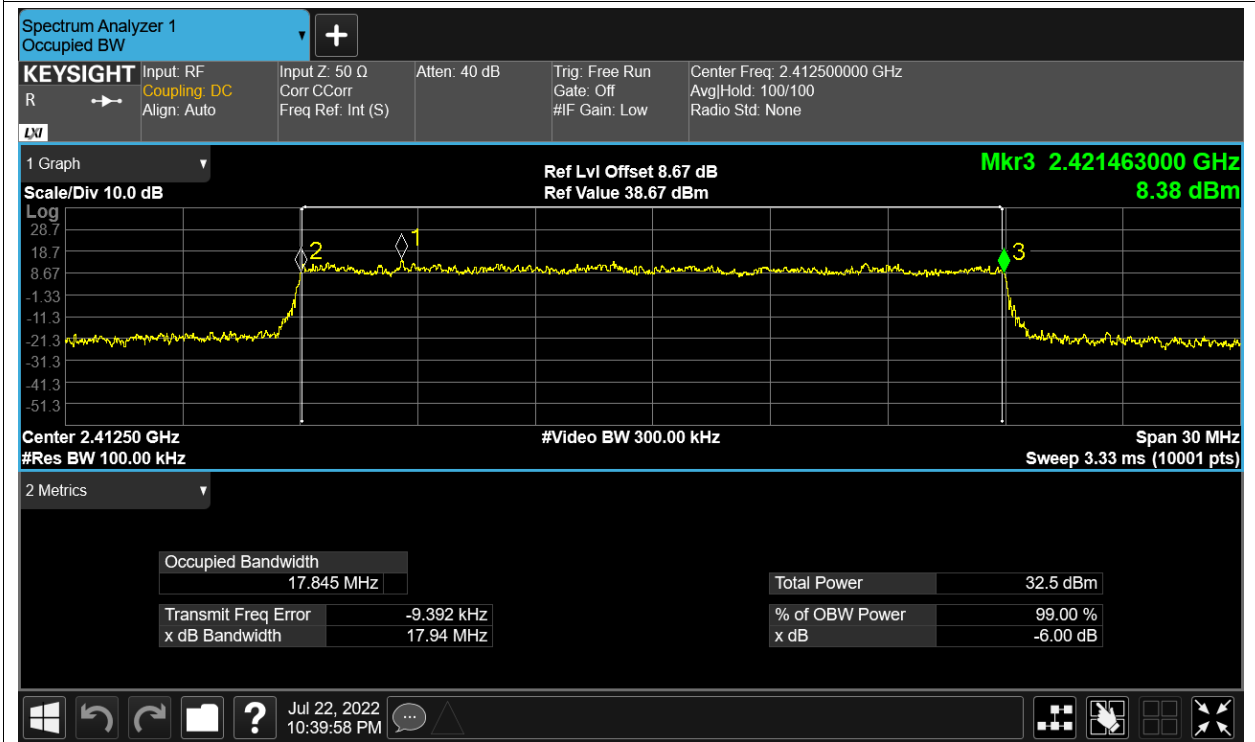 Spectrum Analyzer 1
Occupied BW
KEYSIGHT
R
LXI
Input: RF
Coupling: DC
Align: Auto
Input Z: 50 Ω
Corr CCorr
Freq Ref: Int (S)
Atten: 40 dB
Trig: Free Run
Gate: Off
#IF Gain: Low
Center Freq: 2.412500000 GHz
Avg|Hold: 100/100
Radio Std: None
1 Graph
Scale/Div 10.0 dB
Ref Lvl Offset 8.67 dB
Ref Value 38.67 dBm
Mkr3 2.421463000 GHz
8.38 dBm
Log
28.7
18.7
8.67
-1.33
-11.3
-21.3
-31.3
-41.3
-51.3
2
1
3
Center 2.41250 GHz
#Video BW 300.00 kHz
Span 30 MHz
#Res BW 100.00 kHz
Sweep 3.33 ms (10001 pts)
2 Metrics
Occupied Bandwidth
17.845 MHz
Total Power 32.5 dBm
Transmit Freq Error -9.392 kHz
% of OBW Power 99.00 %
x dB Bandwidth 17.94 MHz
x dB -6.00 dB
?
Jul 22, 2022
10:39:58 PM